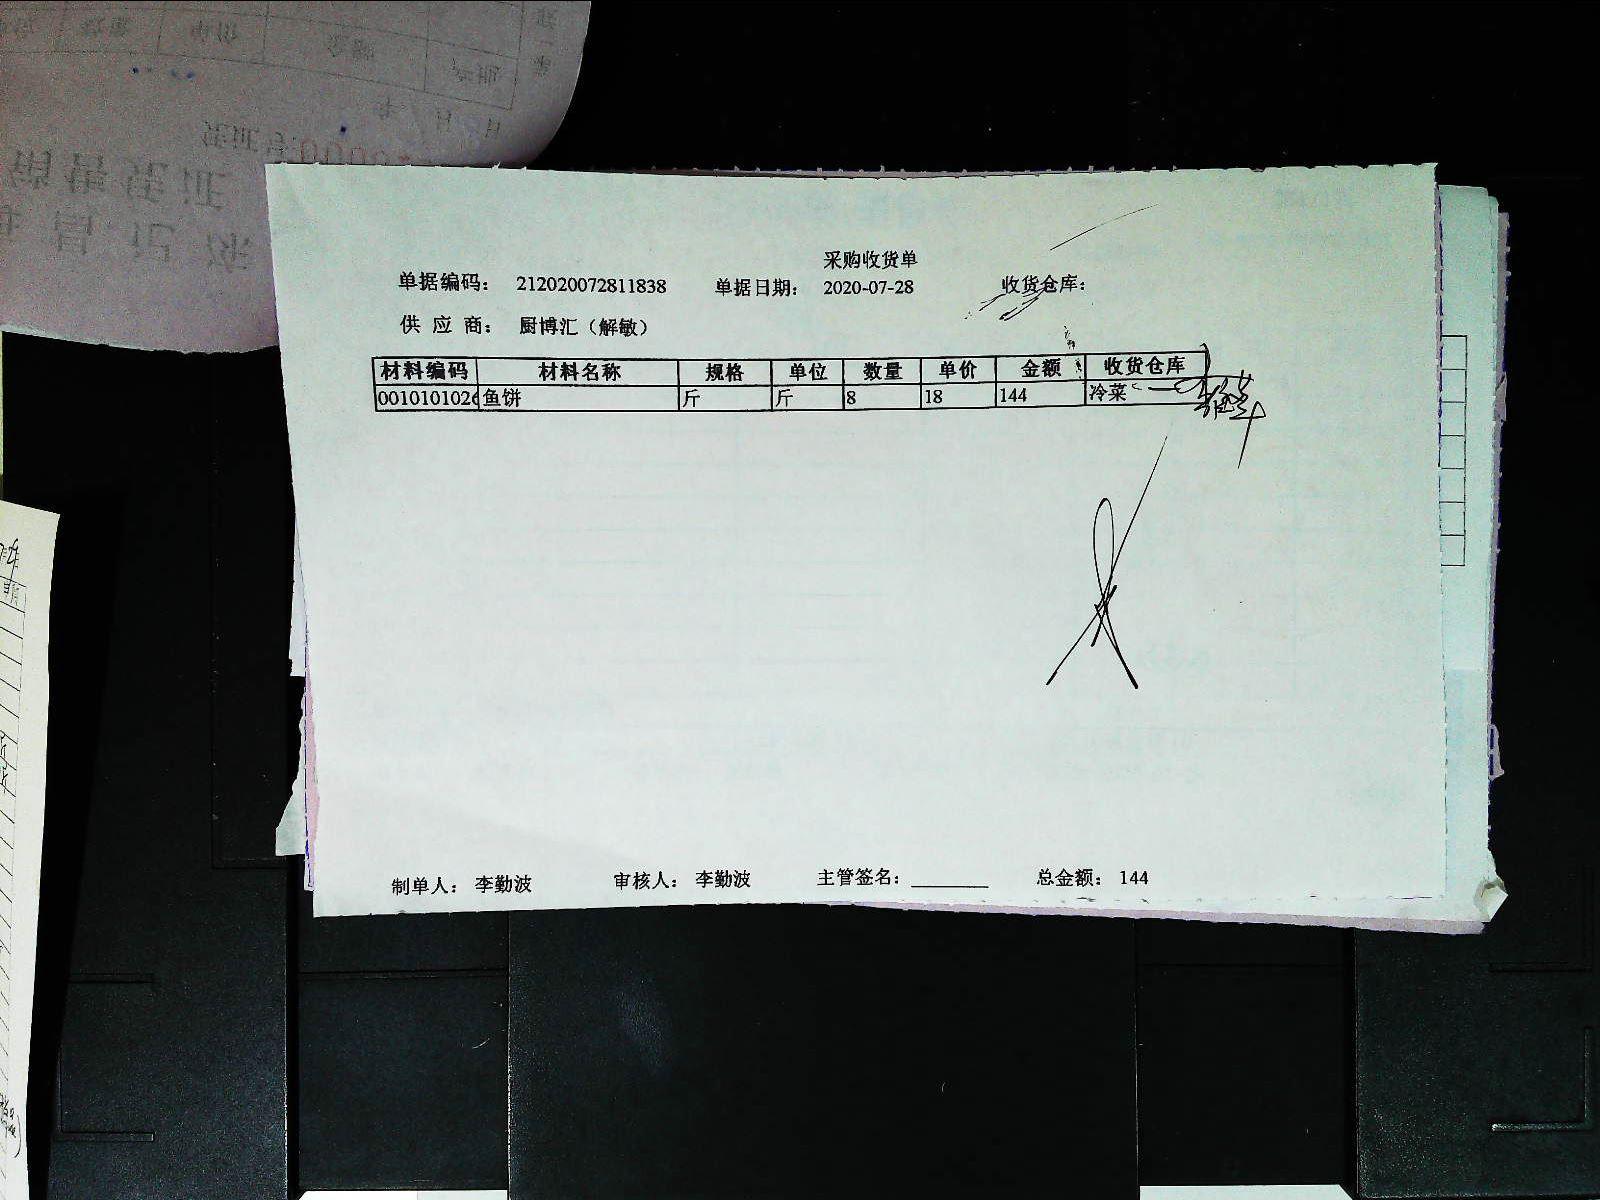 采购收货单
单据编码： 212020072811838 单据日期： 2020-07-28 收货仓库：
供 应 商： 厨博汇（解敏）
材料编码 材料名称 规格 单位 数量 单价 金额 收货仓库
0010101026 鱼饼 斤 斤 8 18 144 冷菜
制单人： 李勤波 审核人： 李勤波 主管签名： 总金额： 144